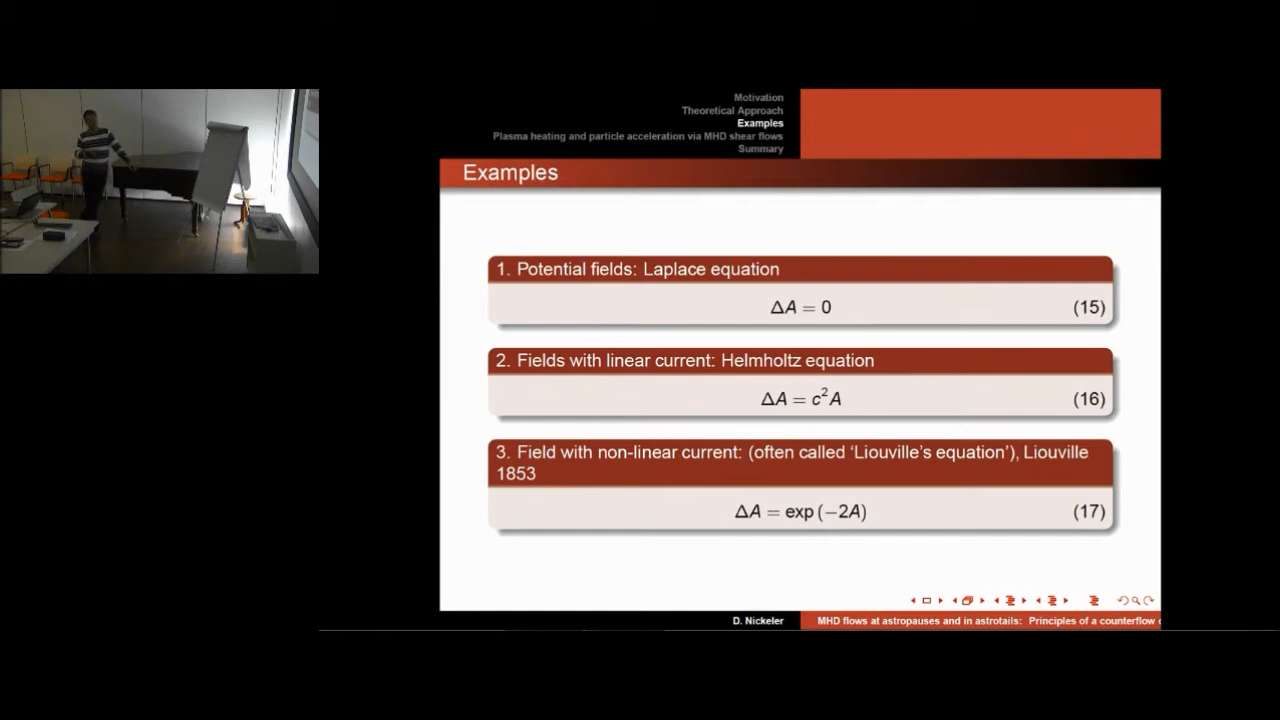 Motivation
Theoretical Approach
Examples
Plasma heating and particle acceleration via MHD shear flows
Summary
Examples
1. Potential fields: Laplace equation
ΔA = 0 (15)
2. Fields with linear current: Helmholtz equation
ΔA = c²A (16)
3. Field with non-linear current: (often called ‘Liouville’s equation’), Liouville
1853
ΔA = exp (−2A) (17)
D. Nickeler
MHD flows at astropauses and in astrotails: Principles of a counterflow